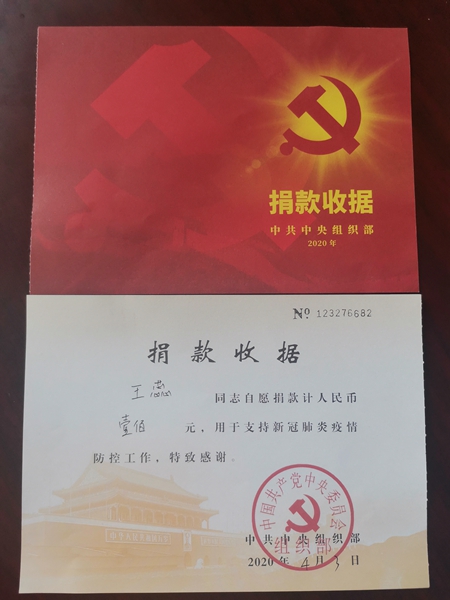 捐款收据
中共中央组织部
2020年
№ 123276682
捐款收据
王 同志自愿捐款计人民币
壹佰 元，用于支持新冠肺炎疫情
防控工作，特致感谢。
中国共产党中央委员会
组织部
中共中央组织部
2020年4月3日